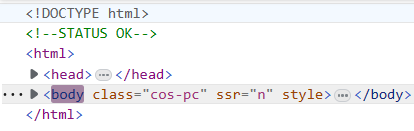 <!DOCTYPE html>
<!--STATUS OK-->
<html>
▶ <head> ⋯ </head>
⋯ ▶ <body class="cos-pc" ssr="n" style> ⋯ </body>
</html>